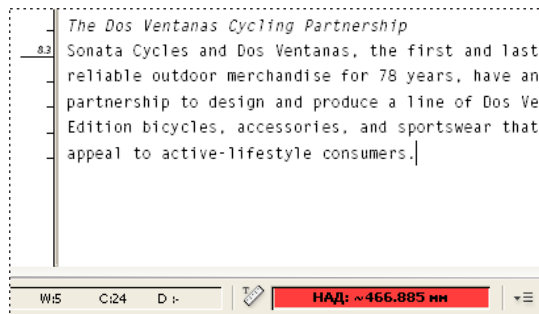 The Dos Ventanas Cycling Partnership
8.3 Sonata Cycles and Dos Ventanas, the first and last
reliable outdoor merchandise for 78 years, have an
partnership to design and produce a line of Dos Ve
Edition bicycles, accessories, and sportswear that
appeal to active-lifestyle consumers.
W:5 C:24 D :- T НАД: ~466.885 мм